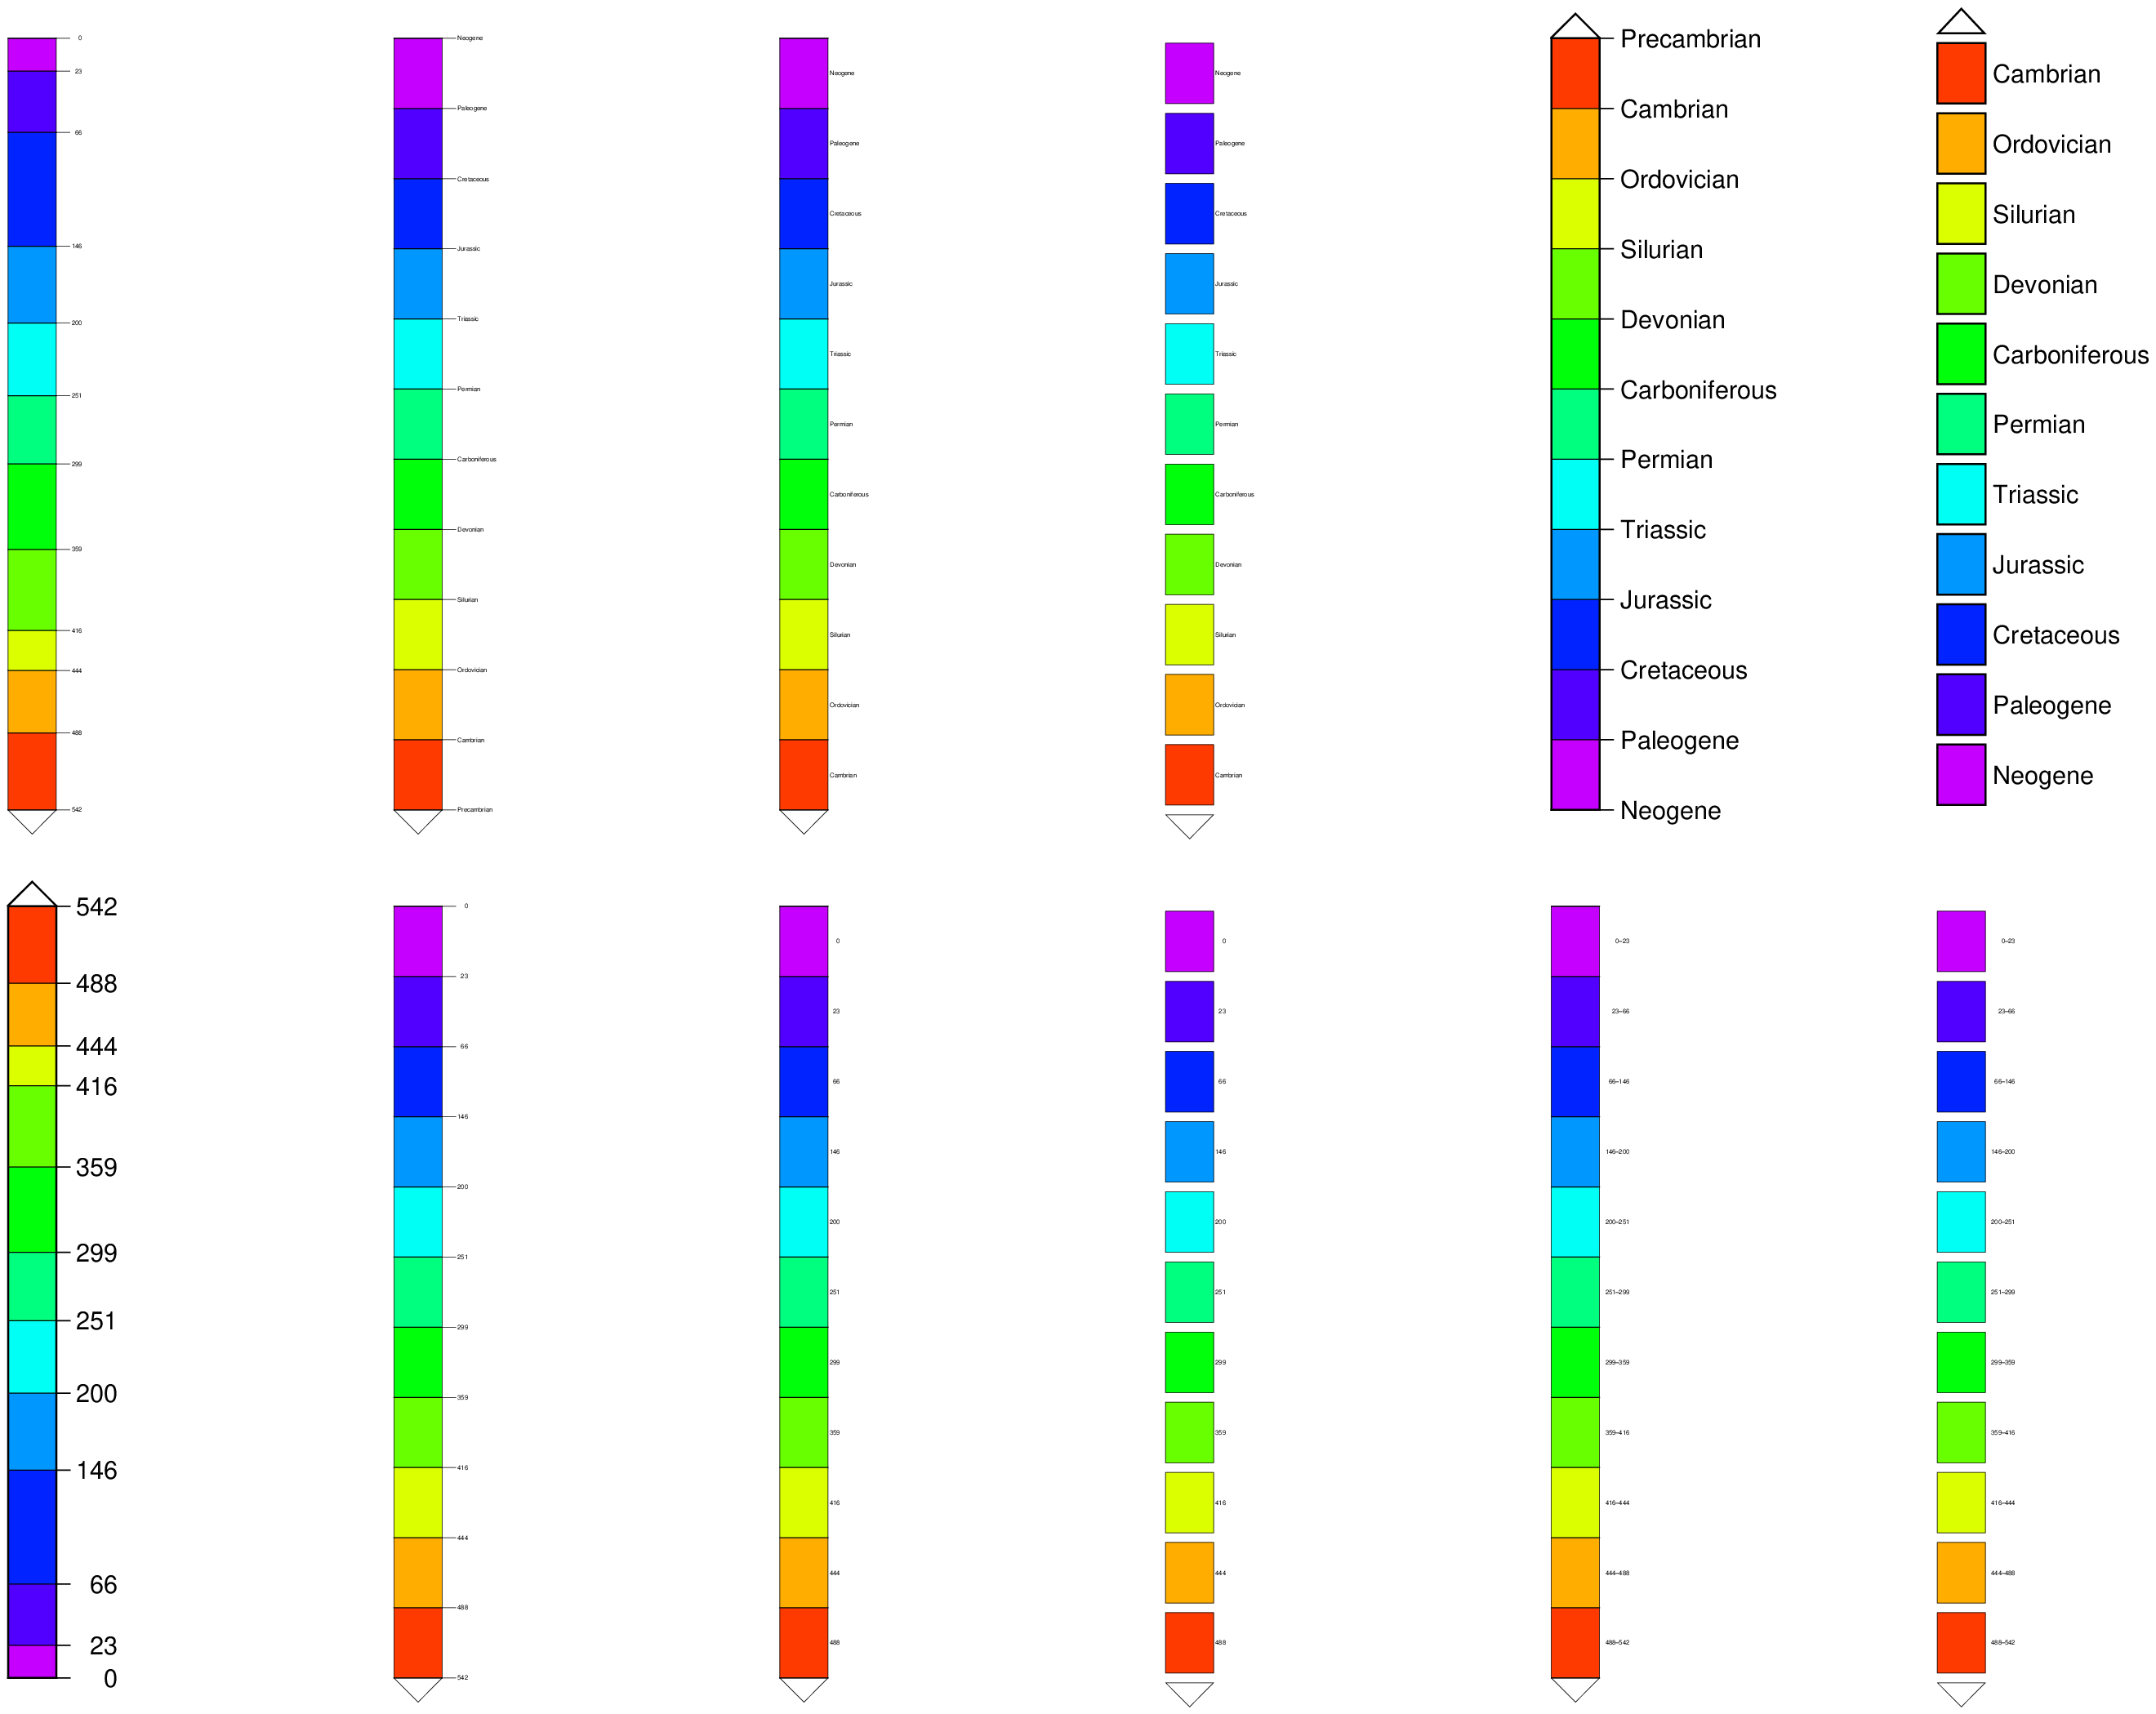 0
23
66
146
200
251
299
359
416
444
488
542
Neogene
Paleogene
Cretaceous
Jurassic
Triassic
Permian
Carboniferous
Devonian
Silurian
Ordovician
Cambrian
Precambrian
Neogene
Paleogene
Cretaceous
Jurassic
Triassic
Permian
Carboniferous
Devonian
Silurian
Ordovician
Cambrian
Neogene
Paleogene
Cretaceous
Jurassic
Triassic
Permian
Carboniferous
Devonian
Silurian
Ordovician
Cambrian
Precambrian
Cambrian
Ordovician
Silurian
Devonian
Carboniferous
Permian
Triassic
Jurassic
Cretaceous
Paleogene
Neogene
Cambrian
Ordovician
Silurian
Devonian
Carboniferous
Permian
Triassic
Jurassic
Cretaceous
Paleogene
Neogene
542
488
444
416
359
299
251
200
146
66
23
0
0
23
66
146
200
251
299
359
416
444
488
542
0
23
66
146
200
251
299
359
416
444
488
0
23
66
146
200
251
299
359
416
444
488
0–23
23–66
66–146
146–200
200–251
251–299
299–359
359–416
416–444
444–488
488–542
0–23
23–66
66–146
146–200
200–251
251–299
299–359
359–416
416–444
444–488
488–542